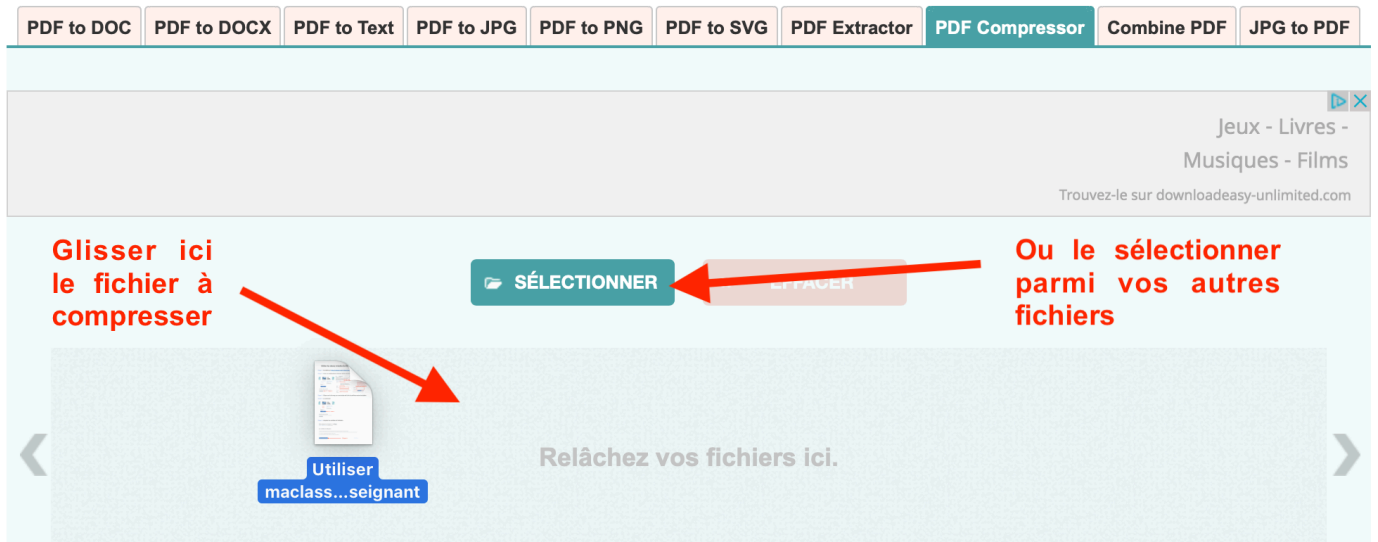 PDF to DOC PDF to DOCX PDF to Text PDF to JPG PDF to PNG PDF to SVG PDF Extractor PDF Compressor Combine PDF JPG to PDF
Jeux - Livres -
Musiques - Films
Trouvez-le sur downloadeasy-unlimited.com
Glisser ici
le fichier à
compresser
SÉLECTIONNER
EFFACER
Ou le sélectionner
parmi vos autres
fichiers
Relâchez vos fichiers ici.
Utiliser
maclass...seignant